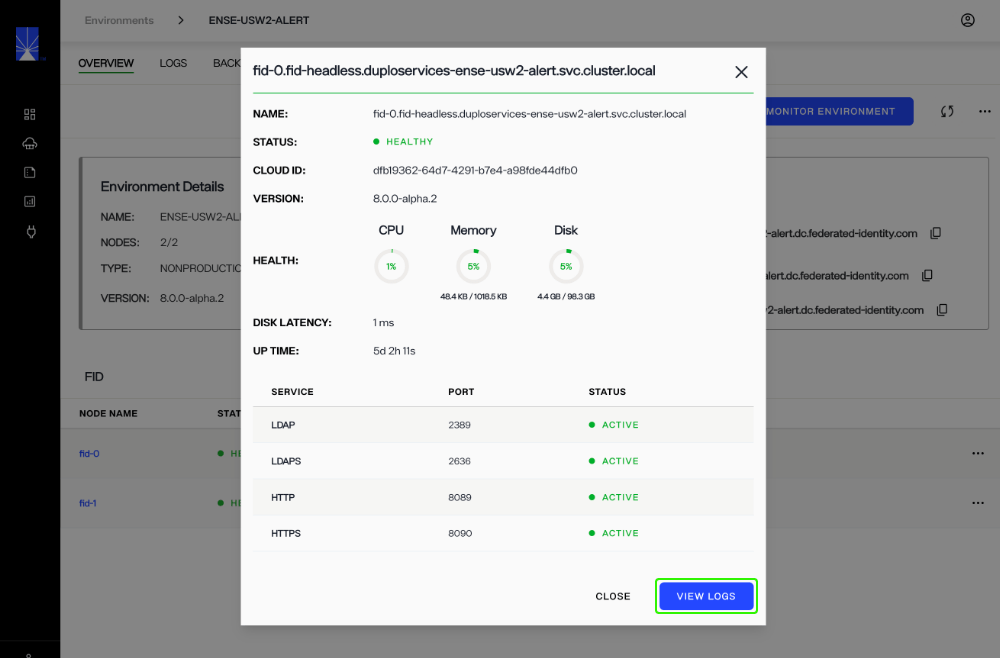 Environments > ENSE-USW2-ALERT
OVERVIEW LOGS BACK
MONITOR ENVIRONMENT
fid-0.fid-headless.duploservices-ense-usw2-alert.svc.cluster.local
NAME: fid-0.fid-headless.duploservices-ense-usw2-alert.svc.cluster.local
STATUS: HEALTHY
CLOUD ID: dfb19362-64d7-4291-b7e4-a98fde44dfb0
VERSION: 8.0.0-alpha.2
CPU Memory Disk
HEALTH: 1% 5% 5%
48.4 KB / 1018.5 KB 4.4 GB / 98.3 GB
DISK LATENCY: 1 ms
UP TIME: 5d 2h 11s
SERVICE PORT STATUS
LDAP 2389 ACTIVE
LDAPS 2636 ACTIVE
HTTP 8089 ACTIVE
HTTPS 8090 ACTIVE
CLOSE VIEW LOGS
Environment Details
NAME: ENSE-USW2-AL
NODES: 2/2
TYPE: NONPRODUCTIO
VERSION: 8.0.0-alpha.2
-alert.dc.federated-identity.com
alert.dc.federated-identity.com
2-alert.dc.federated-identity.com
FID
NODE NAME STAT
fid-0 HE
fid-1 HE